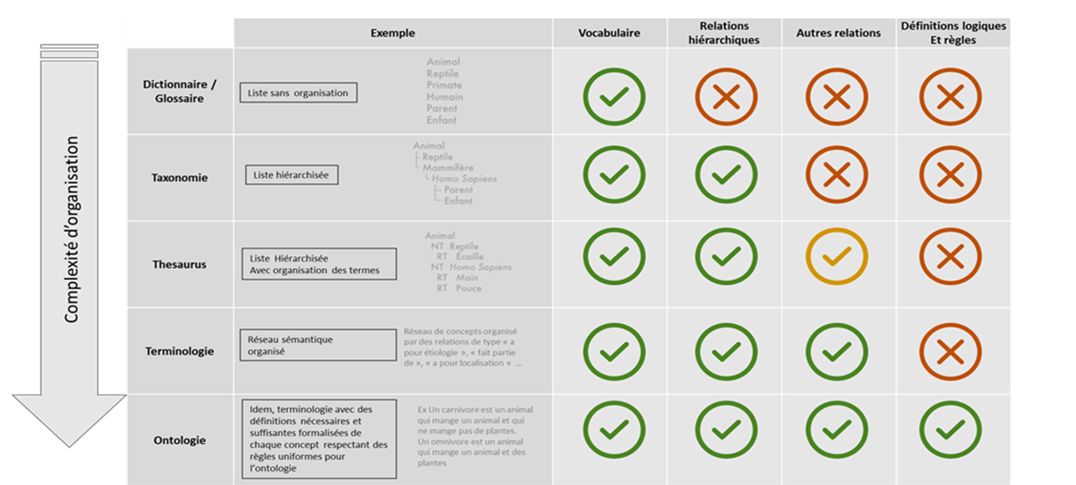 Complexité d'organisation
Exemple
Vocabulaire
Relations
hiérarchiques
Autres relations
Définitions logiques
Et règles
Dictionnaire /
Glossaire
Liste sans organisation
Animal
Reptile
Primate
Humain
Parent
Enfant
Taxonomie
Liste hiérarchisée
Animal
Reptile
Mammifère
Homo Sapiens
Parent
Enfant
Thesaurus
Liste Hiérarchisée
Avec organisation des termes
Animal
NT Reptile
RT Écaille
NT Homo Sapiens
RT Main
RT Pouce
Terminologie
Réseau sémantique
organisé
Réseau de concepts organisé
par des relations de type « a
pour étiologie », « fait partie
de », « a pour localisation « ...
Ontologie
Idem, terminologie avec des
définitions nécessaires et
suffisantes formalisées de
chaque concept respectant des
règles uniformes pour
l'ontologie
Ex Un carnivore est un animal
qui mange un animal et qui
ne mange pas de plantes.
Un omnivore est un animal
qui mange un animal et des
plantes